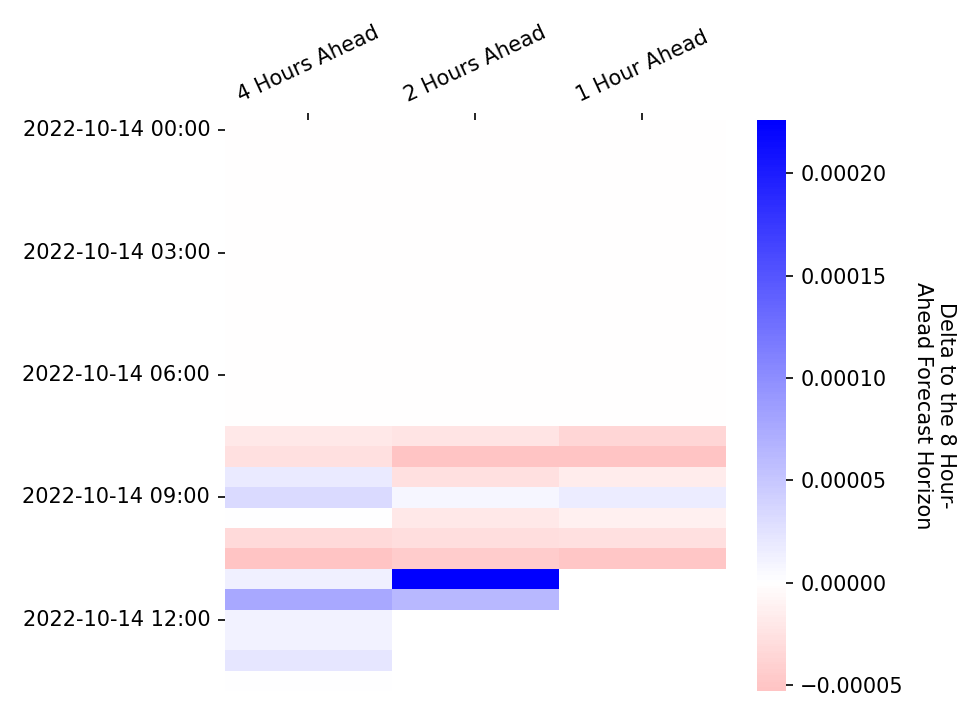 4 Hours Ahead
2 Hours Ahead
1 Hour Ahead
2022-10-14 00:00
2022-10-14 03:00
2022-10-14 06:00
2022-10-14 09:00
2022-10-14 12:00
0.00020
0.00015
0.00010
0.00005
0.00000
−0.00005
Delta to the 8 Hour-
Ahead Forecast Horizon